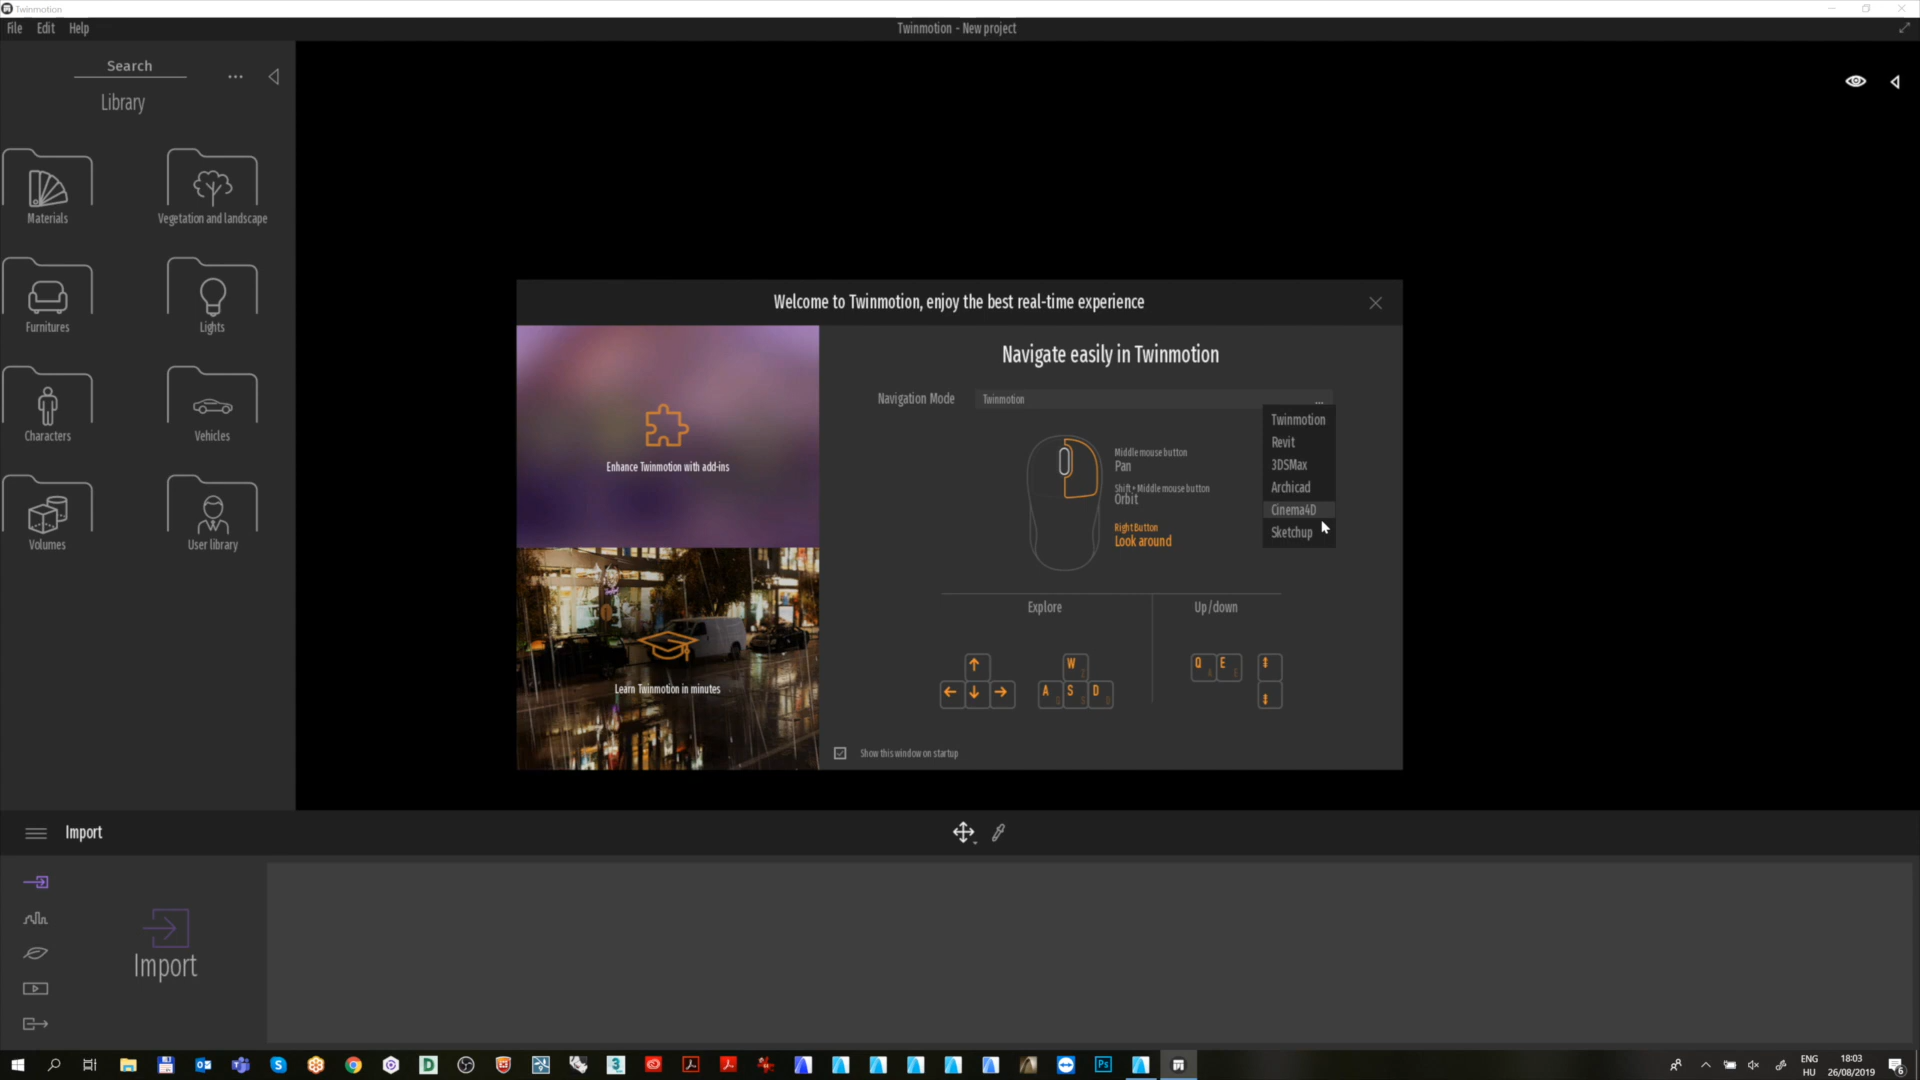 Twinmotion
File Edit Help
Twinmotion - New project
Search
...
Library
Materials
Vegetation and landscape
Furnitures
Lights
Characters
Vehicles
Volumes
User library
Welcome to Twinmotion, enjoy the best real-time experience
Enhance Twinmotion with add-ins
Learn Twinmotion in minutes
Navigate easily in Twinmotion
Navigation Mode
Twinmotion
...
Twinmotion
Revit
3DSMax
Archicad
Cinema4D
Sketchup
Middle mouse button
Pan
Shift + Middle mouse button
Orbit
Right Button
Look around
Explore
Up/down
W
A S D
Q E
Show this window on startup
Import
Import
ENG
HU
18:03
26/08/2019